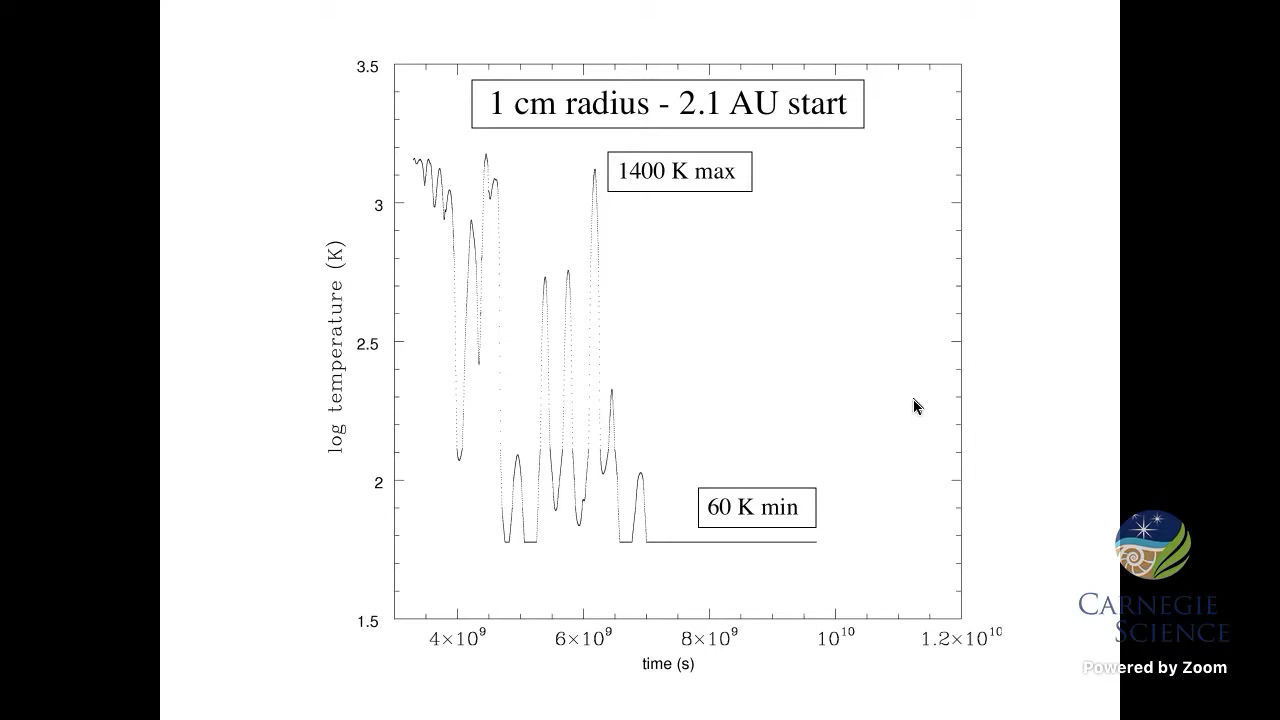 1 cm radius - 2.1 AU start
1400 K max
60 K min
3.5
3
2.5
2
1.5
log temperature (K)
4×10⁹
6×10⁹
8×10⁹
10¹⁰
1.2×10¹⁰
time (s)
CARNEGIE
SCIENCE
Powered by Zoom